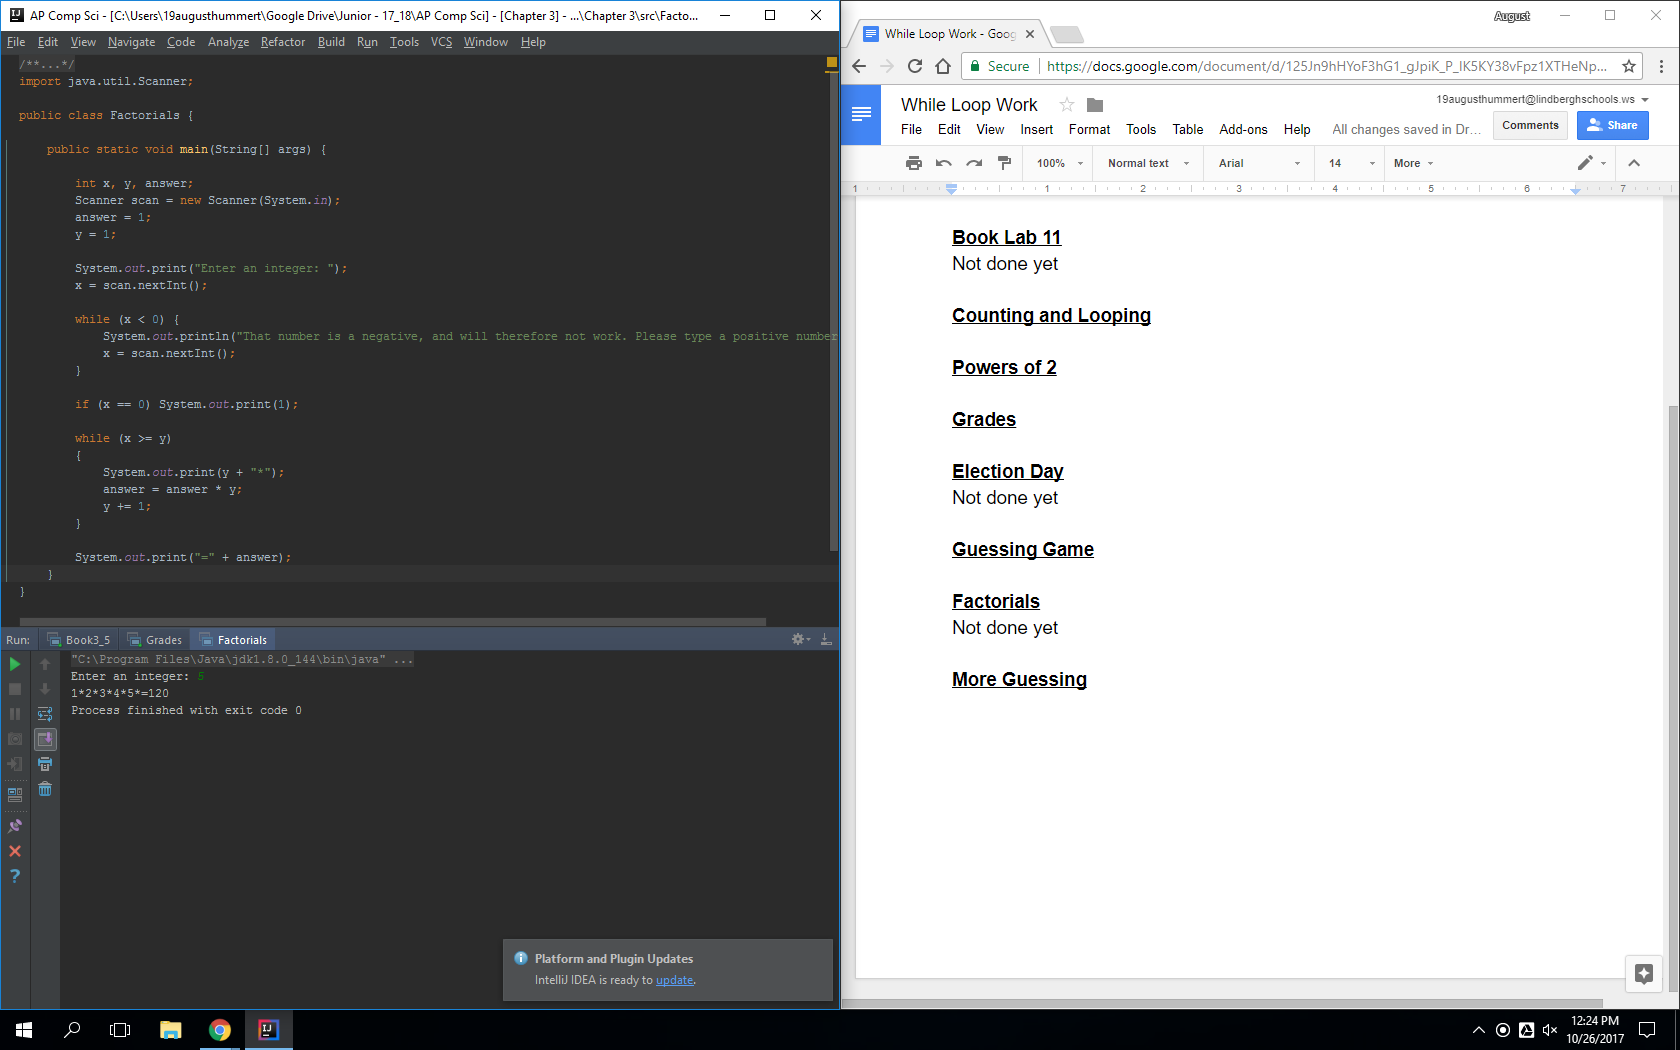 AP Comp Sci - [C:\Users\19augusthummert\Google Drive\Junior - 17_18\AP Comp Sci] - [Chapter 3] - ...\Chapter 3\src\Facto...
File Edit View Navigate Code Analyze Refactor Build Run Tools VCS Window Help
/**...*/
import java.util.Scanner;
public class Factorials {
public static void main(String[] args) {
int x, y, answer;
Scanner scan = new Scanner(System.in);
answer = 1;
y = 1;
System.out.print("Enter an integer: ");
x = scan.nextInt();
while (x < 0) {
System.out.println("That number is a negative, and will therefore not work. Please type a positive number
x = scan.nextInt();
}
if (x == 0) System.out.print(1);
while (x >= y)
{
System.out.print(y + "*");
answer = answer * y;
y += 1;
}
System.out.print("=" + answer);
}
}
Run: Book3_5 Grades Factorials
"C:\Program Files\Java\jdk1.8.0_144\bin\java" ...
Enter an integer: 5
1*2*3*4*5*=120
Process finished with exit code 0
Platform and Plugin Updates
IntelliJ IDEA is ready to update.
August
While Loop Work - Goog
Secure https://docs.google.com/document/d/125Jn9hHYoF3hG1_gJpiK_P_IK5KY38vFpz1XTHeNp...
While Loop Work
19augusthummert@lindberghschools.ws
File Edit View Insert Format Tools Table Add-ons Help All changes saved in Dr...
Comments Share
100% Normal text Arial 14 More
1 1 2 3 4 5 6 7
Book Lab 11
Not done yet
Counting and Looping
Powers of 2
Grades
Election Day
Not done yet
Guessing Game
Factorials
Not done yet
More Guessing
12:24 PM
10/26/2017